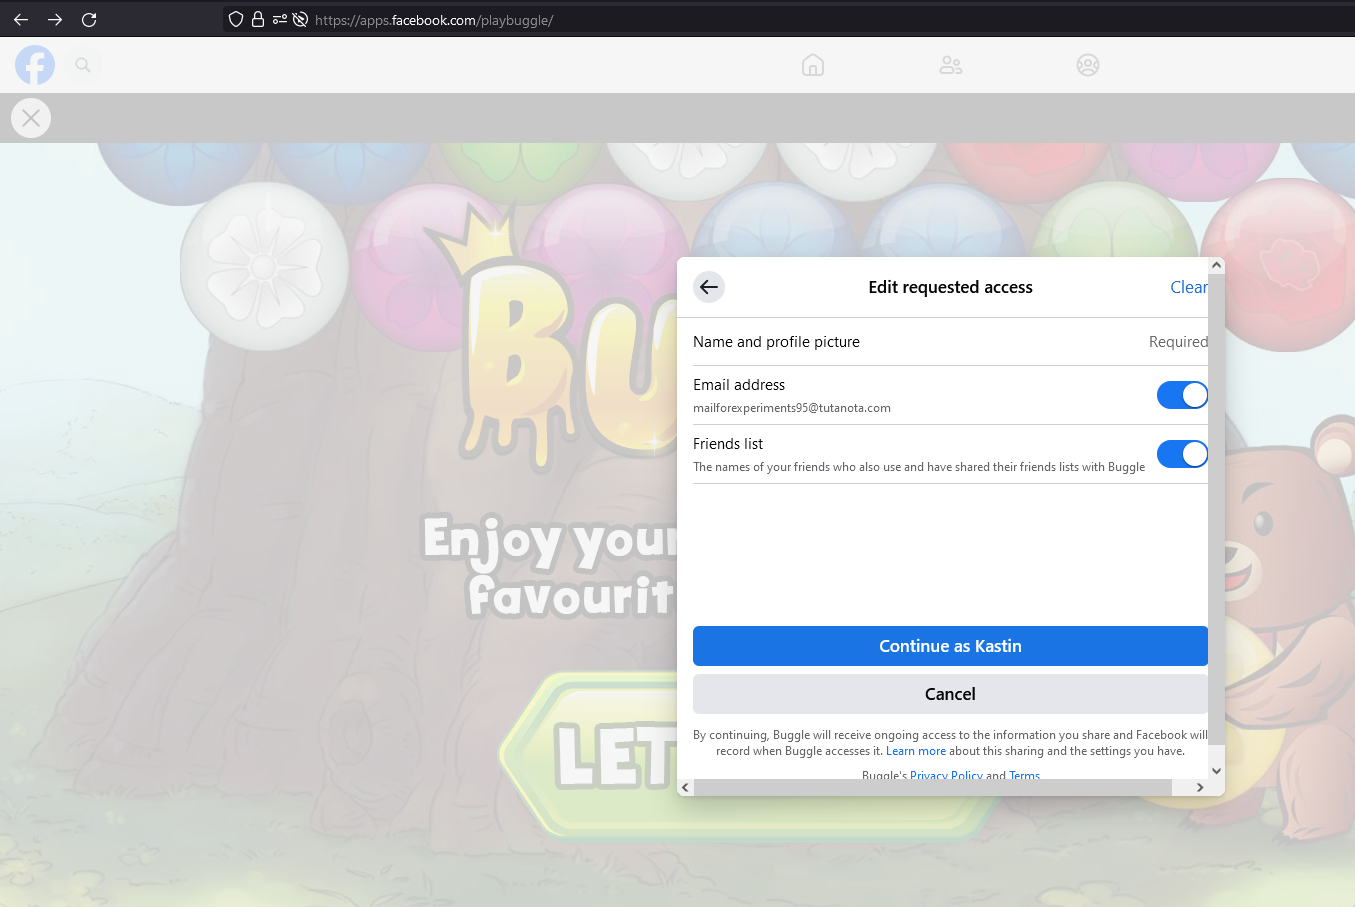 https://apps.facebook.com/playbuggle/
Edit requested access
Clear
Name and profile picture
Required
Email address
mailforexperiments95@tutanota.com
Friends list
The names of your friends who also use and have shared their friends lists with Buggle
Bu
Enjoy your
favourit
LET
Continue as Kastin
Cancel
By continuing, Buggle will receive ongoing access to the information you share and Facebook will
record when Buggle accesses it. Learn more about this sharing and the settings you have.
Buggle's Privacy Policy and Terms